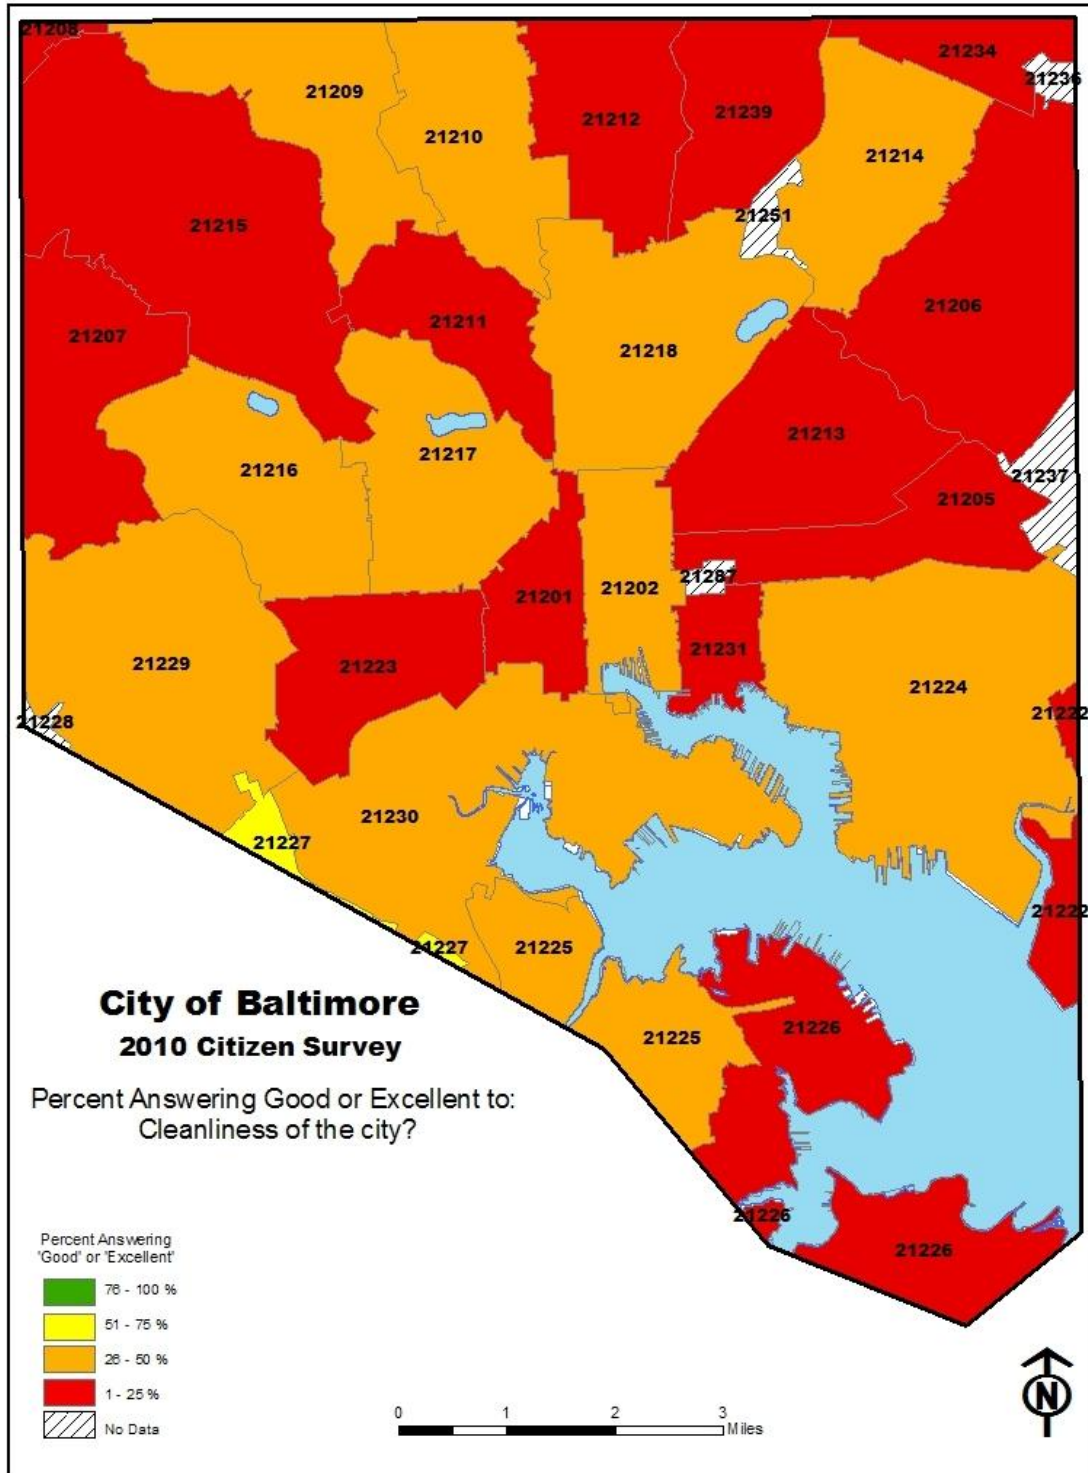 21208
21234
21236
21209
21210
21212
21239
21214
21251
21215
21206
21207
21211
21218
21213
21217
21216
21237
21205
21287
21201
21202
21231
21229
21223
21224
21228
21222
21230
21227
21222
21227
21225
City of Baltimore
2010 Citizen Survey
21225
21226
Percent Answering Good or Excellent to:
Cleanliness of the city?
21226
21226
Percent Answering
'Good' or 'Excellent'
76 - 100 %
51 - 75 %
26 - 50 %
1 - 25 %
No Data
0 1 2 3
Miles
N